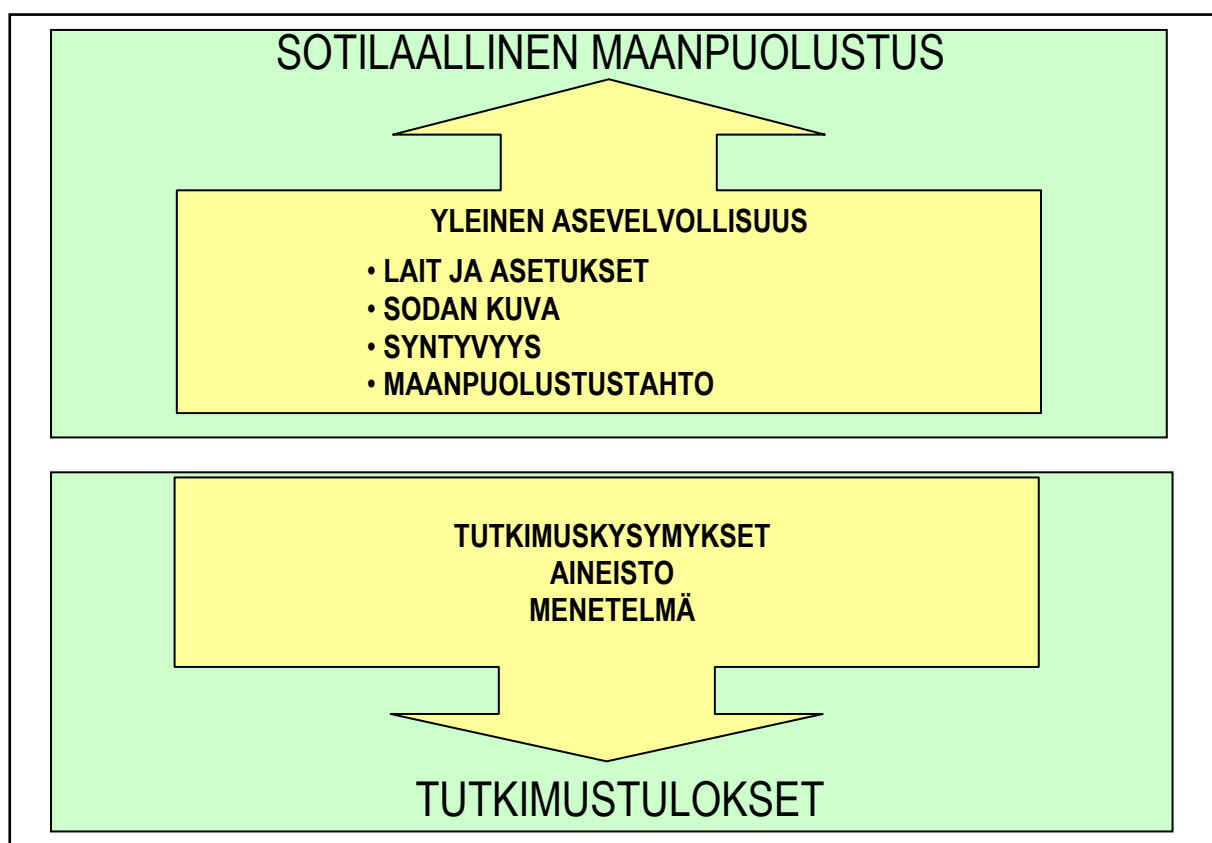 SOTILAALLINEN MAANPUOLUSTUS
YLEINEN ASEVELVOLLISUUS
• LAIT JA ASETUKSET
• SODAN KUVA
• SYNTYVYYS
• MAANPUOLUSTUSTAHTO
TUTKIMUSKYSYMYKSET
AINEISTO
MENETELMÄ
TUTKIMUSTULOKSET